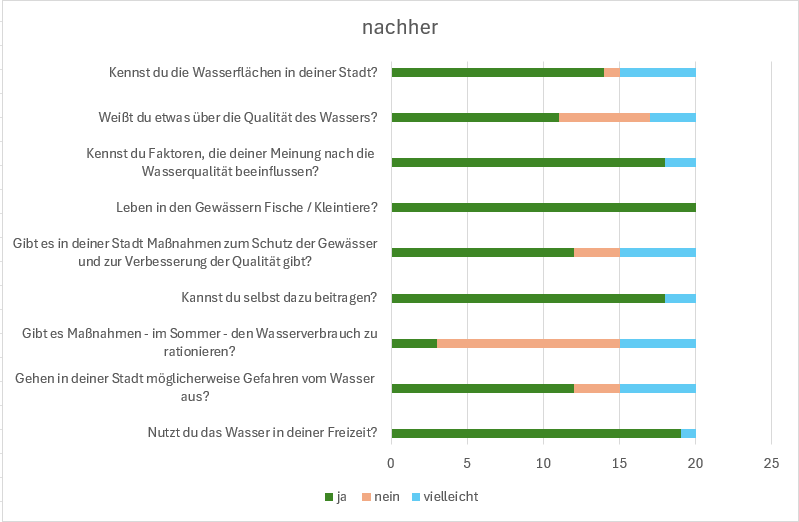 nachher
Kennst du die Wasserflächen in deiner Stadt?
Weißt du etwas über die Qualität des Wassers?
Kennst du Faktoren, die deiner Meinung nach die
Wasserqualität beeinflussen?
Leben in den Gewässern Fische / Kleintiere?
Gibt es in deiner Stadt Maßnahmen zum Schutz der Gewässer
und zur Verbesserung der Qualität gibt?
Kannst du selbst dazu beitragen?
Gibt es Maßnahmen - im Sommer - den Wasserverbrauch zu
rationieren?
Gehen in deiner Stadt möglicherweise Gefahren vom Wasser
aus?
Nutzt du das Wasser in deiner Freizeit?
0 5 10 15 20 25
ja nein vielleicht